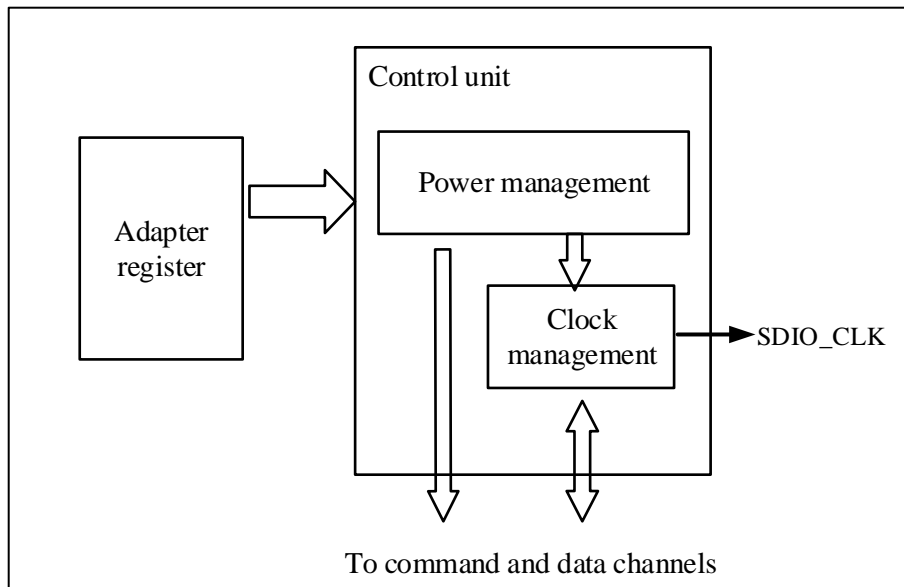 Control unit
Power management
Adapter
register
Clock
management
SDIO_CLK
To command and data channels